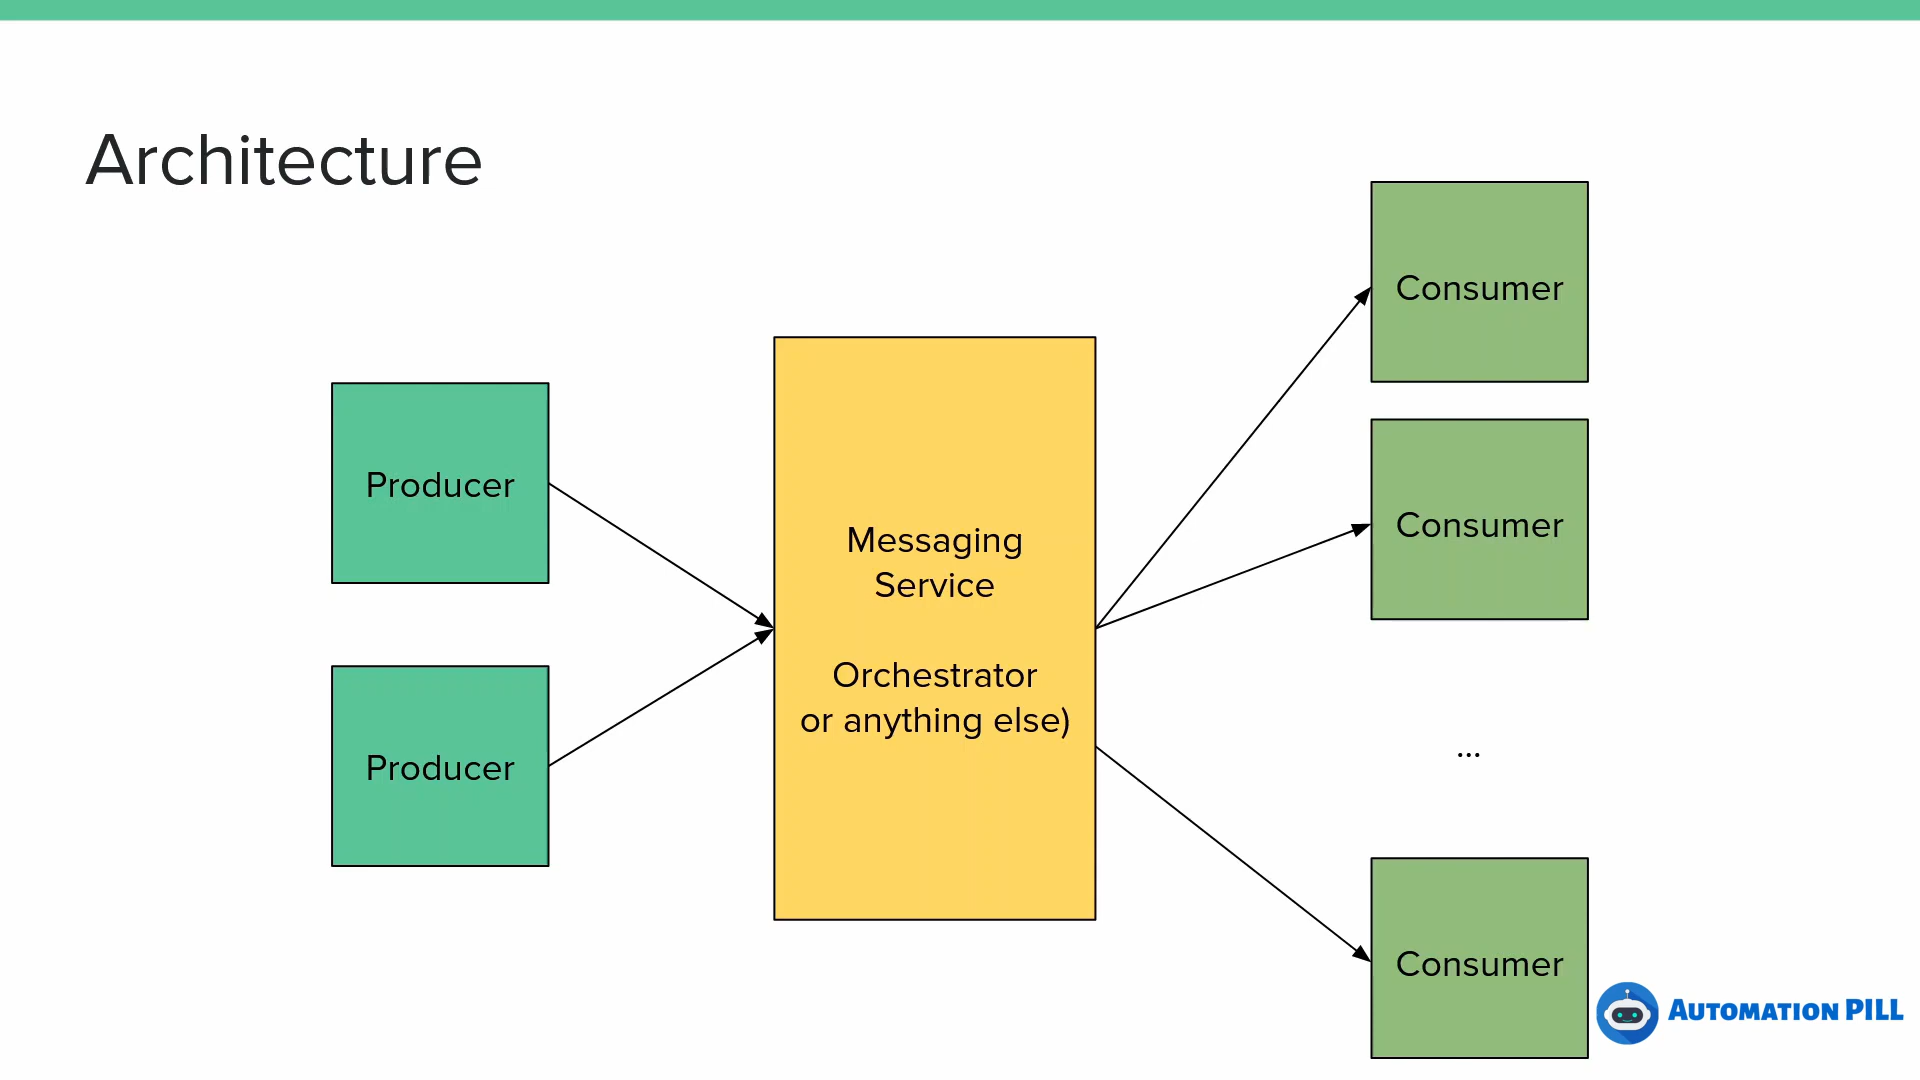 Architecture
Producer
Producer
Messaging
Service
Orchestrator
or anything else)
Consumer
Consumer
...
Consumer
AUTOMATION PILL